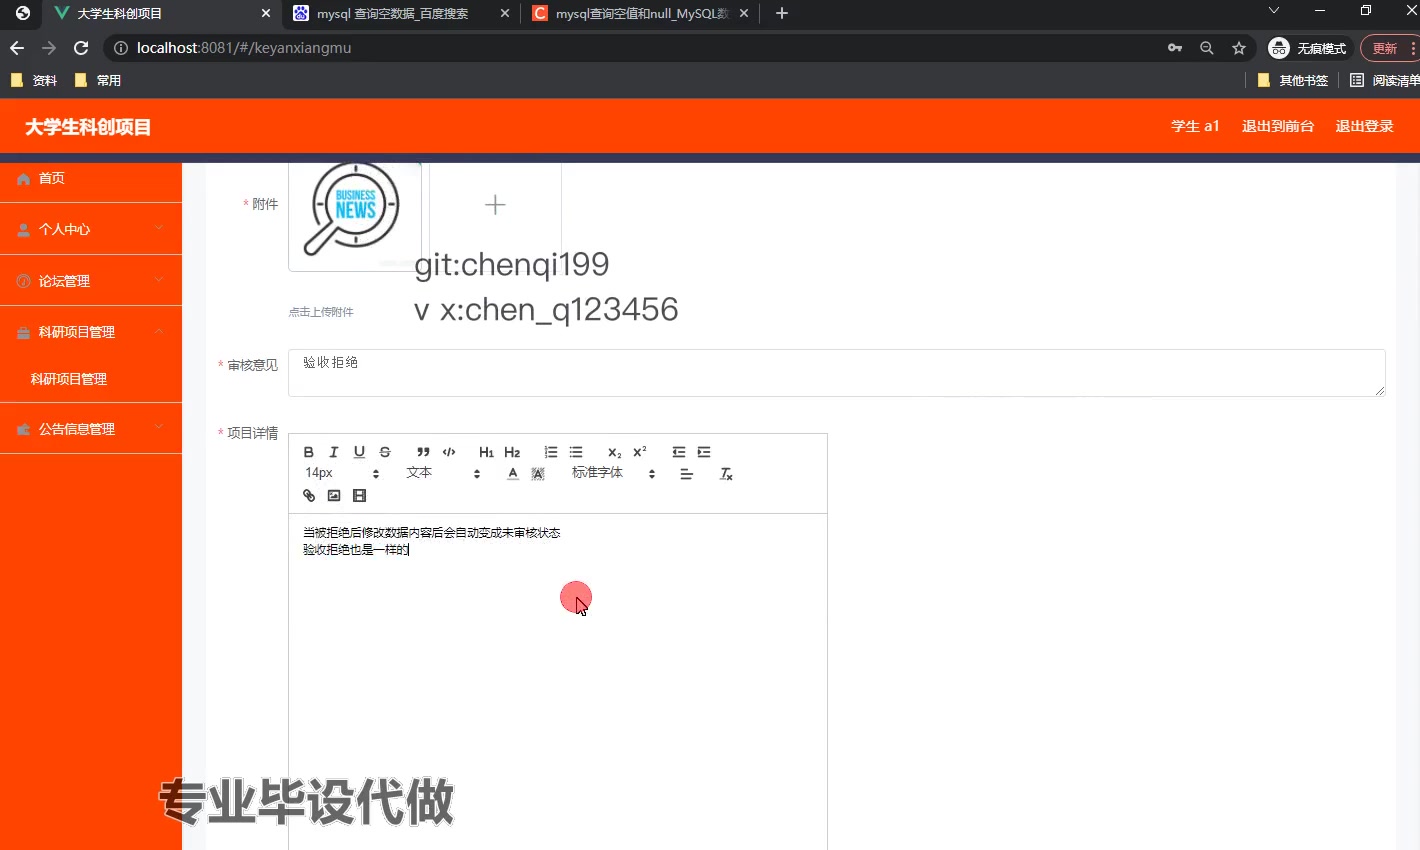 大学生科创项目
mysql 查询空数据_百度搜索
mysql查询空值和null_MySQL数
localhost:8081/#/keyanxiangmu
无痕模式
更新
资料
常用
其他书签
阅读清单
大学生科创项目
学生 a1
退出到前台
退出登录
首页
个人中心
论坛管理
科研项目管理
科研项目管理
公告信息管理
* 附件
BUSINESS
NEWS
git:chenqi199
v x:chen_q123456
点击上传附件
* 审核意见
验收拒绝
* 项目详情
B I U S H1 H2 X2 X2
14px
文本
A A
标准字体
Tx
当被拒绝后修改数据内容后会自动变成未审核状态
验收拒绝也是一样的
专业毕设代做